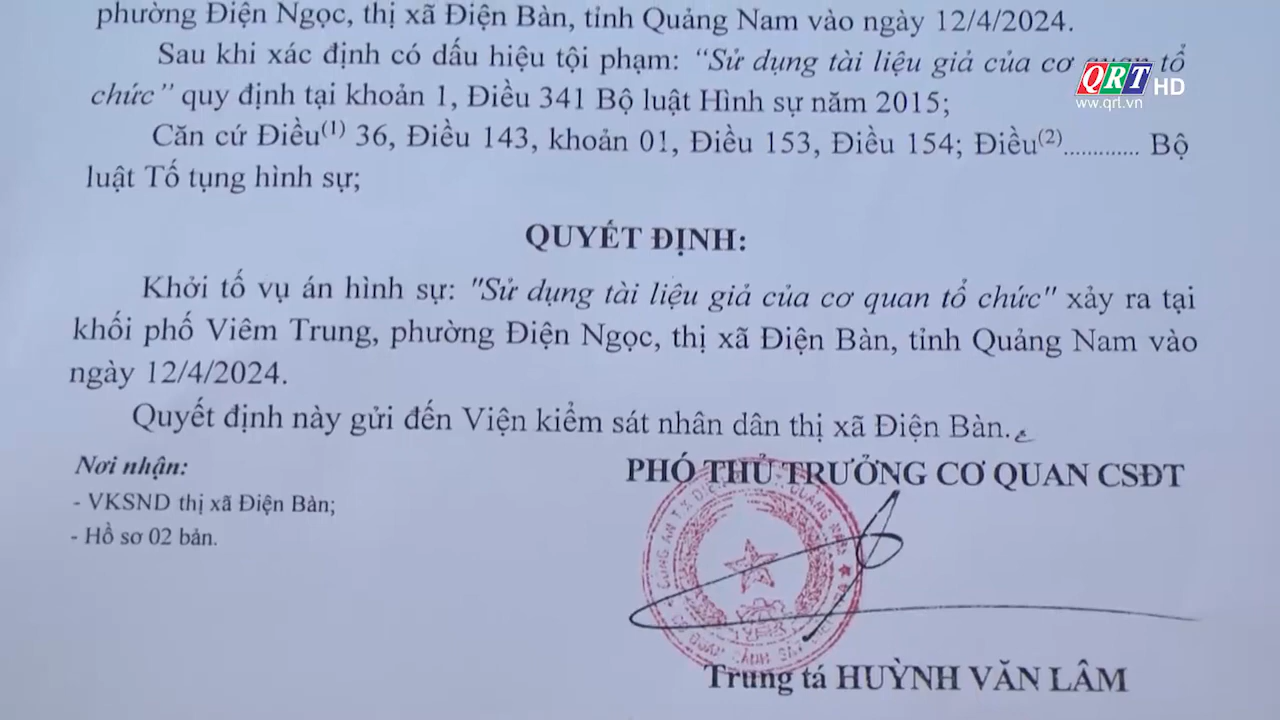 phường Điện Ngọc, thị xã Điện Bàn, tỉnh Quảng Nam vào ngày 12/4/2024.
Sau khi xác định có dấu hiệu tội phạm: “Sử dụng tài liệu giả của cơ quan tổ
chức” quy định tại khoản 1, Điều 341 Bộ luật Hình sự năm 2015;
QRT HD
www.qrt.vn
Căn cứ Điều(1) 36, Điều 143, khoản 01, Điều 153, Điều 154; Điều(2)............. Bộ
luật Tố tụng hình sự;
QUYẾT ĐỊNH:
Khởi tố vụ án hình sự: "Sử dụng tài liệu giả của cơ quan tổ chức" xảy ra tại
khối phố Viêm Trung, phường Điện Ngọc, thị xã Điện Bàn, tỉnh Quảng Nam vào
ngày 12/4/2024.
Quyết định này gửi đến Viện kiểm sát nhân dân thị xã Điện Bàn.
Nơi nhận:
- VKSND thị xã Điện Bàn;
- Hồ sơ 02 bản.
PHÓ THỦ TRƯỞNG CƠ QUAN CSĐT
Trung tá HUỲNH VĂN LÂM